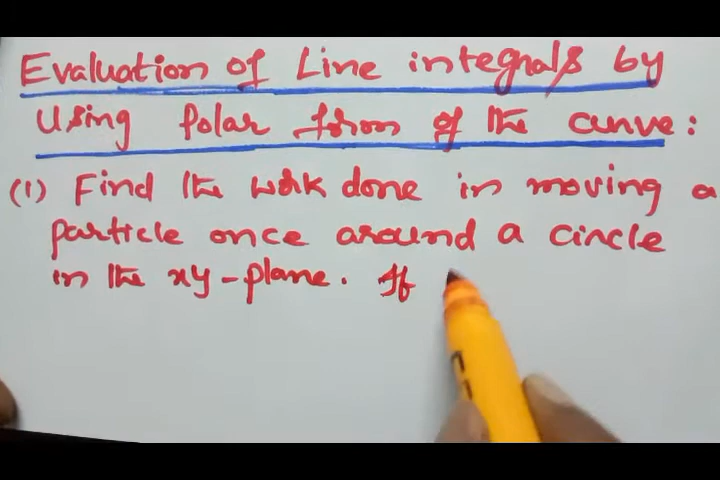 Evaluation of Line integrals by
Using Polar form of the curve:
(1) Find the work done in moving a
particle once around a circle
in the xy-plane. If